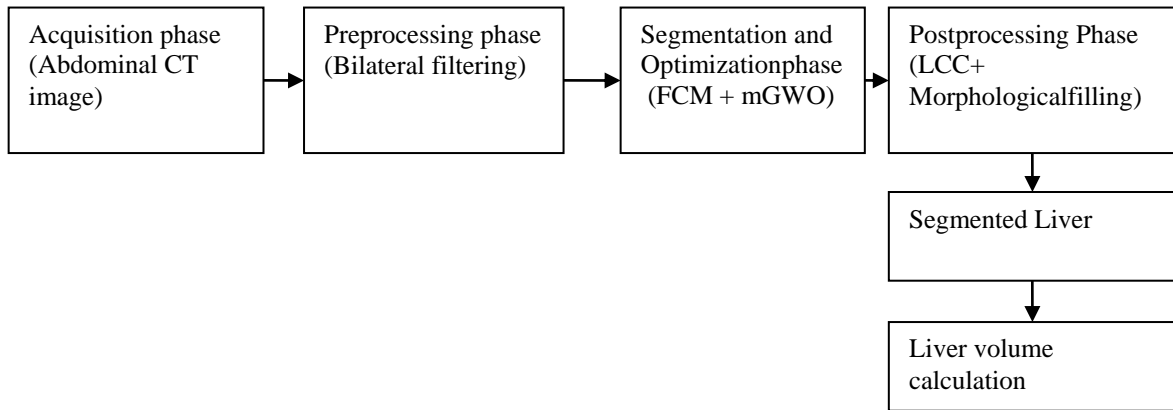 Acquisition phase
(Abdominal CT
image)
Preprocessing phase
(Bilateral filtering)
Segmentation and
Optimizationphase
(FCM + mGWO)
Postprocessing Phase
(LCC+
Morphologicalfilling)
Segmented Liver
Liver volume
calculation